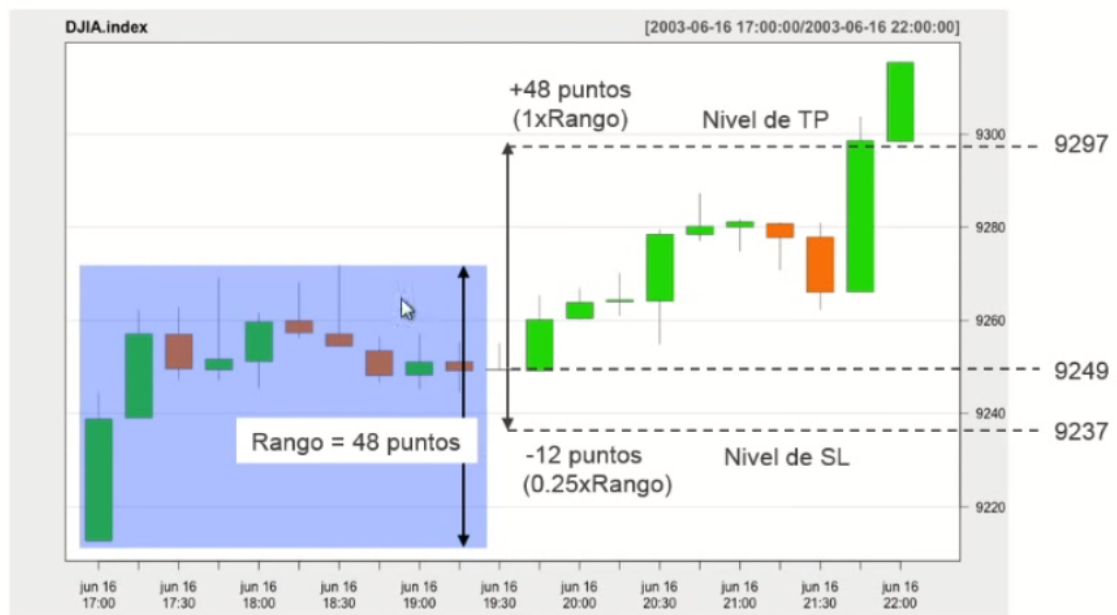 DJIA.index
[2003-06-16 17:00:00/2003-06-16 22:00:00]
+48 puntos
(1xRango)
Nivel de TP
9300
9297
9280
9260
9249
9240
9237
Rango = 48 puntos
-12 puntos
(0.25xRango)
Nivel de SL
9220
jun 16
17:00
jun 16
17:30
jun 16
18:00
jun 16
18:30
jun 16
19:00
jun 16
19:30
jun 16
20:00
jun 16
20:30
jun 16
21:00
jun 16
21:30
jun 16
22:00